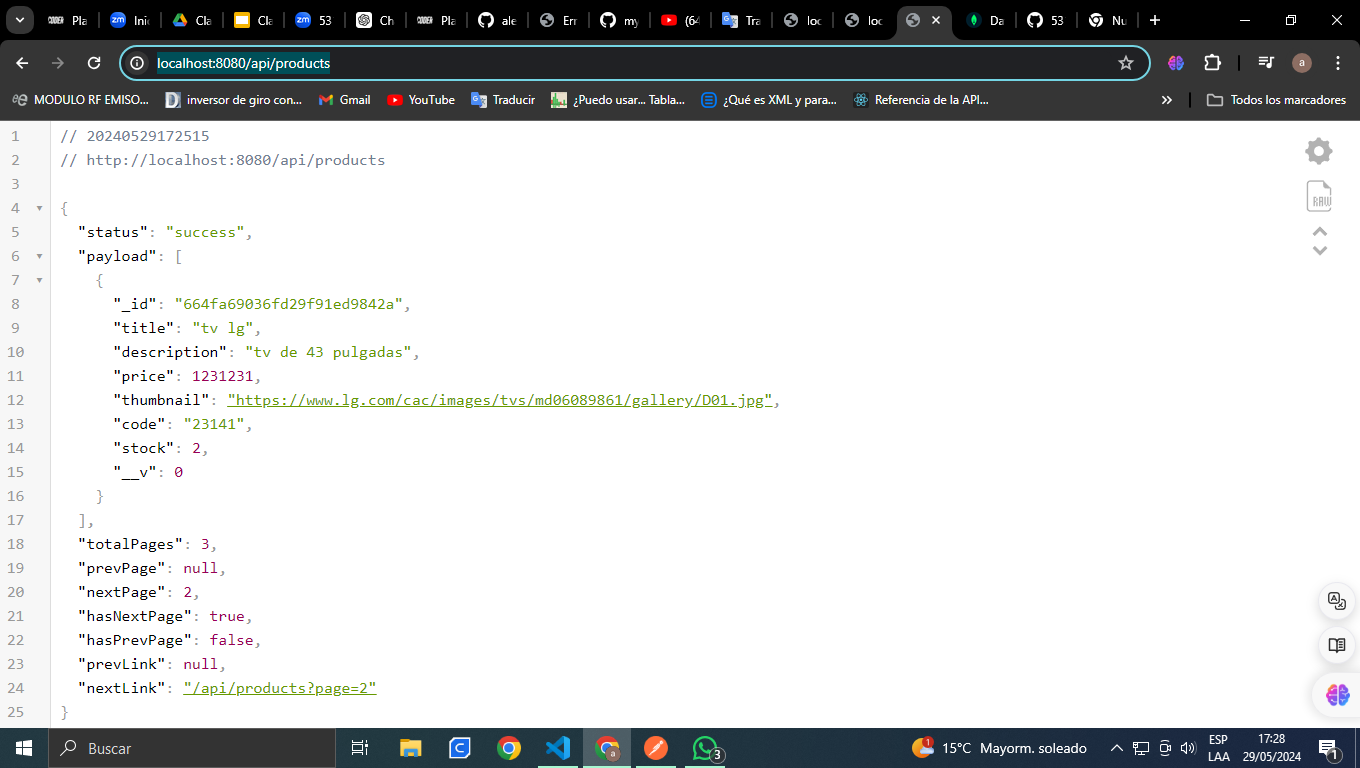 Pla
Inic
Cla
Cla
53
Ch
Pla
ale
Err
my
(64
Tra
loc
loc
Da
53
Nu
localhost:8080/api/products
a
MODULO RF EMISO...
inversor de giro con...
Gmail
YouTube
Traducir
¿Puedo usar... Tabla...
¿Qué es XML y para...
Referencia de la API...
»
Todos los marcadores
1 // 20240529172515
2 // http://localhost:8080/api/products
3
4 {
5 "status": "success",
6 "payload": [
7 {
8 "_id": "664fa69036fd29f91ed9842a",
9 "title": "tv lg",
10 "description": "tv de 43 pulgadas",
11 "price": 1231231,
12 "thumbnail": "https://www.lg.com/cac/images/tvs/md06089861/gallery/D01.jpg",
13 "code": "23141",
14 "stock": 2,
15 "__v": 0
16 }
17 ],
18 "totalPages": 3,
19 "prevPage": null,
20 "nextPage": 2,
21 "hasNextPage": true,
22 "hasPrevPage": false,
23 "prevLink": null,
24 "nextLink": "/api/products?page=2"
25 }
RAW
Buscar
3
1
15°C Mayorm. soleado
ESP
LAA
17:28
29/05/2024
1